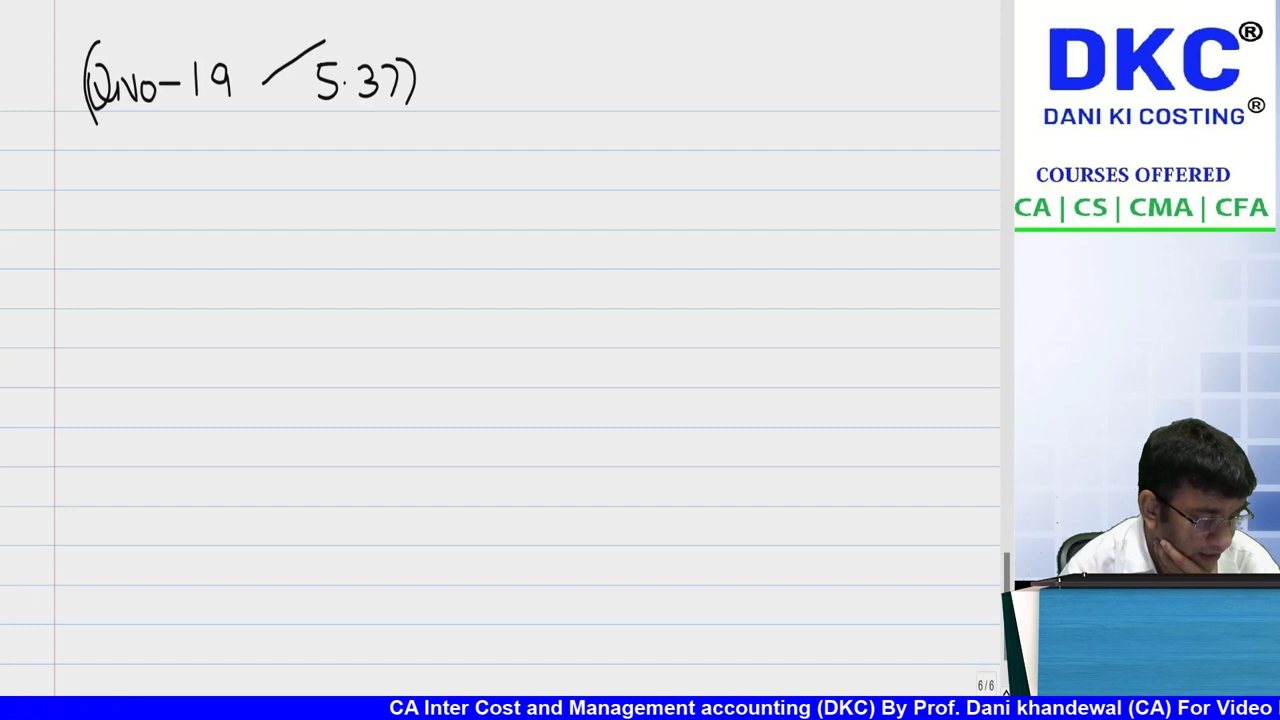 (Q.No-19 / 5.37)
DKC®
DANI KI COSTING®
COURSES OFFERED
CA | CS | CMA | CFA
6/6
CA Inter Cost and Management accounting (DKC) By Prof. Dani khandewal (CA) For Video